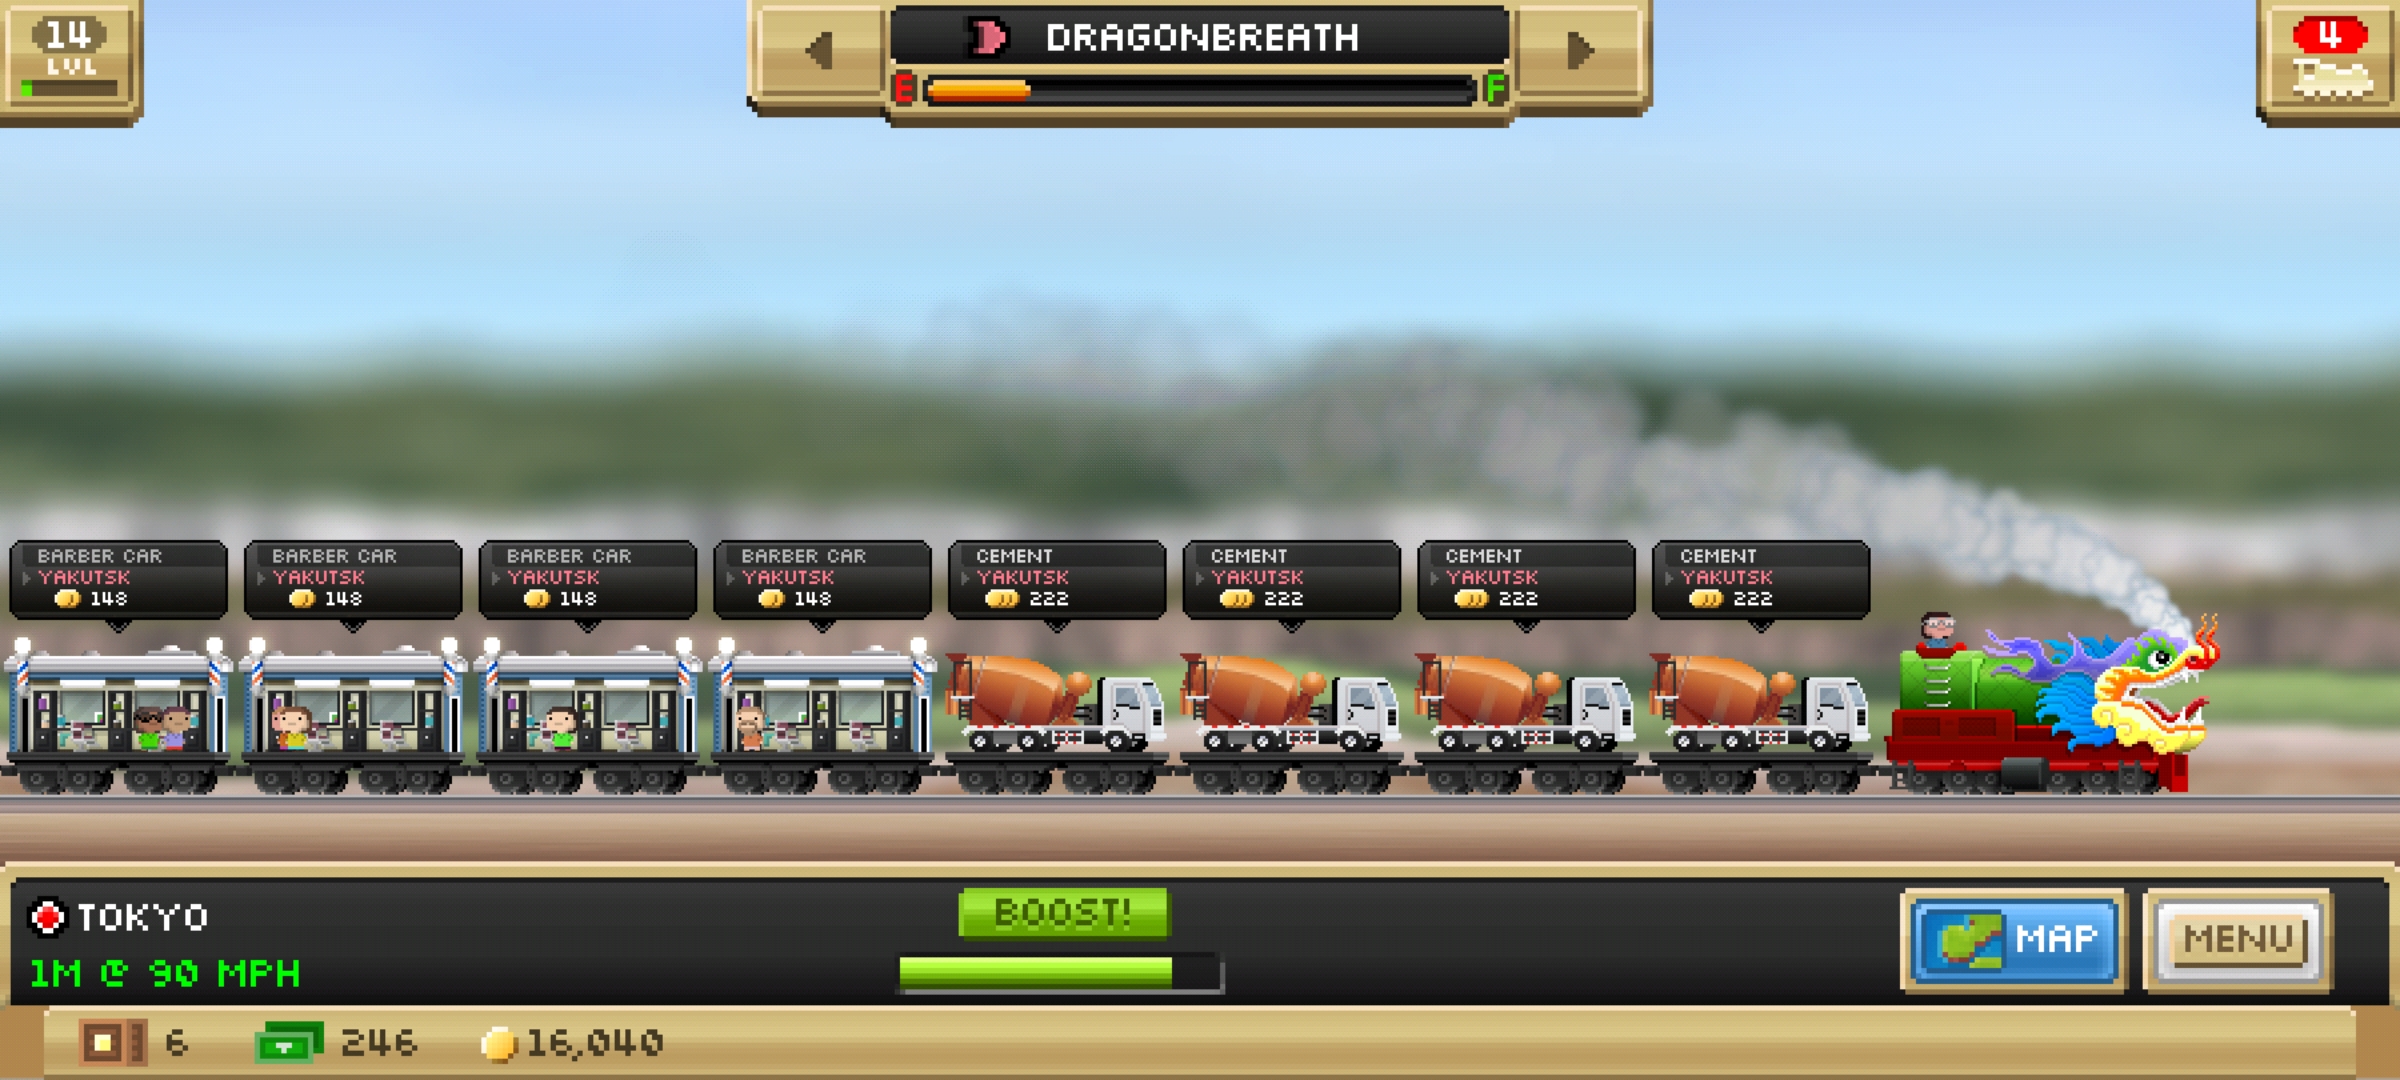 14
LVL
DRAGONBREATH
E
F
4
BARBER CAR
YAKUTSK
148
BARBER CAR
YAKUTSK
148
BARBER CAR
YAKUTSK
148
BARBER CAR
YAKUTSK
148
CEMENT
YAKUTSK
222
CEMENT
YAKUTSK
222
CEMENT
YAKUTSK
222
CEMENT
YAKUTSK
222
TOKYO
1M @ 90 MPH
BOOST!
MAP
MENU
6
246
16,040